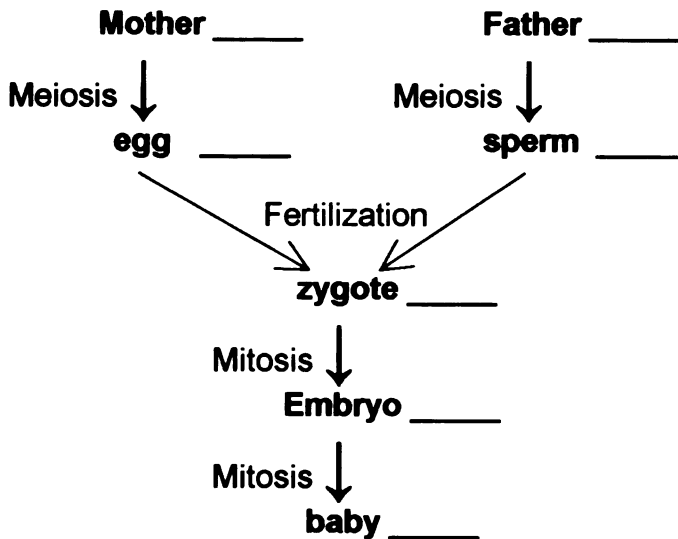 Mother _____ Father _____
Meiosis Meiosis
egg _____ sperm _____
Fertilization
zygote _____
Mitosis
Embryo _____
Mitosis
baby _____